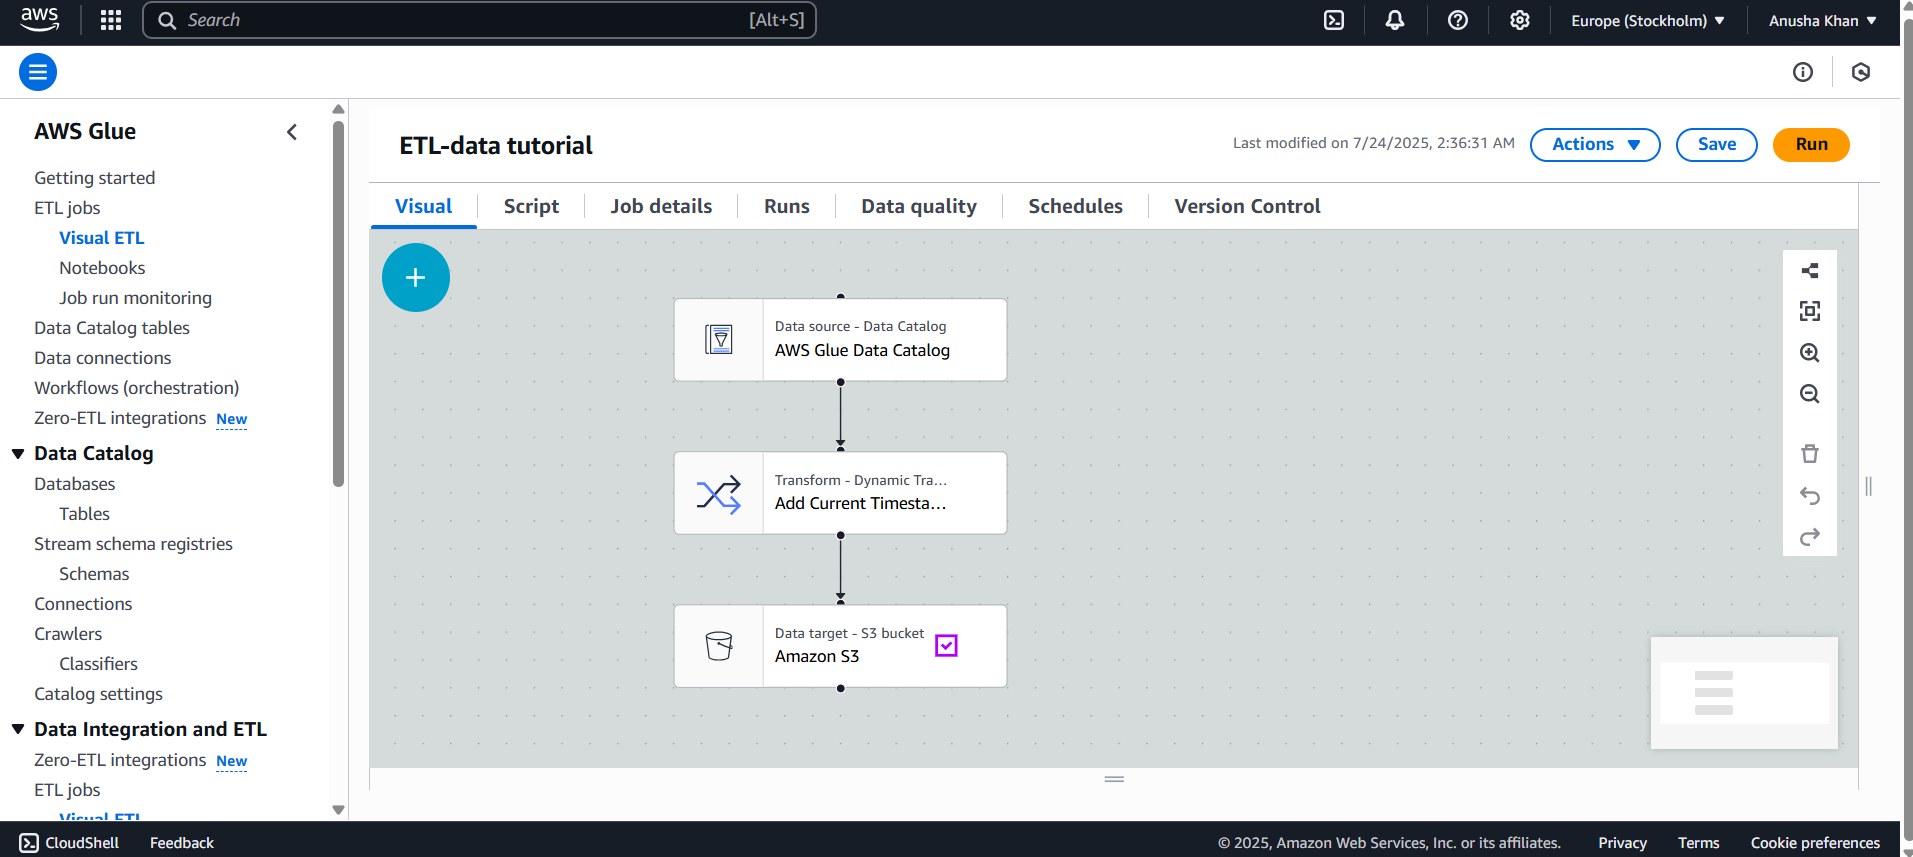 aws
Search
[Alt+S]
Europe (Stockholm)
Anusha Khan
AWS Glue
Getting started
ETL jobs
Visual ETL
Notebooks
Job run monitoring
Data Catalog tables
Data connections
Workflows (orchestration)
Zero-ETL integrations New
Data Catalog
Databases
Tables
Stream schema registries
Schemas
Connections
Crawlers
Classifiers
Catalog settings
Data Integration and ETL
Zero-ETL integrations New
ETL jobs
Visual ETL
ETL-data tutorial
Last modified on 7/24/2025, 2:36:31 AM
Actions
Save
Run
Visual
Script
Job details
Runs
Data quality
Schedules
Version Control
Data source - Data Catalog
AWS Glue Data Catalog
Transform - Dynamic Tra...
Add Current Timesta...
Data target - S3 bucket
Amazon S3
CloudShell
Feedback
© 2025, Amazon Web Services, Inc. or its affiliates.
Privacy
Terms
Cookie preferences